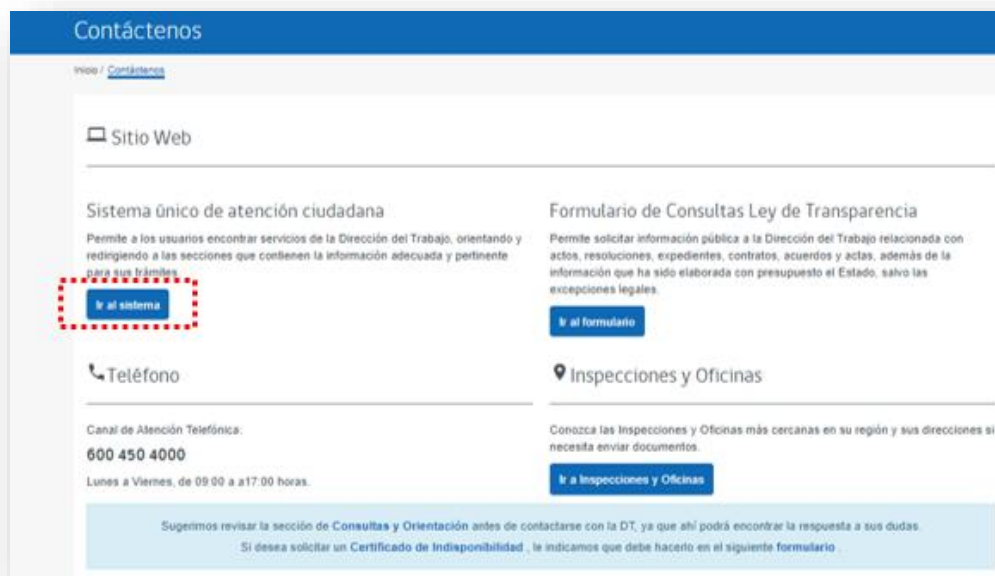 Contáctenos
Inicio / Contáctenos
Sitio Web
Sistema único de atención ciudadana
Permite a los usuarios encontrar servicios de la Dirección del Trabajo, orientando y
redirigiendo a las secciones que contienen la información adecuada y pertinente
para sus trámites.
Ir al sistema
Formulario de Consultas Ley de Transparencia
Permite solicitar información pública a la Dirección del Trabajo relacionada con
actos, resoluciones, expedientes, contratos, acuerdos y actas, además de la
información que ha sido elaborada con presupuesto el Estado, salvo las
excepciones legales.
Ir al formulario
Teléfono
Canal de Atención Telefónica:
600 450 4000
Lunes a Viernes, de 09:00 a a17:00 horas.
Inspecciones y Oficinas
Conozca las Inspecciones y Oficinas más cercanas en su región y sus direcciones si
necesita enviar documentos.
Ir a Inspecciones y Oficinas
Sugerimos revisar la sección de Consultas y Orientación antes de contactarse con la DT, ya que ahí podrá encontrar la respuesta a sus dudas.
Si desea solicitar un Certificado de Indisponibilidad , le indicamos que debe hacerlo en el siguiente formulario .